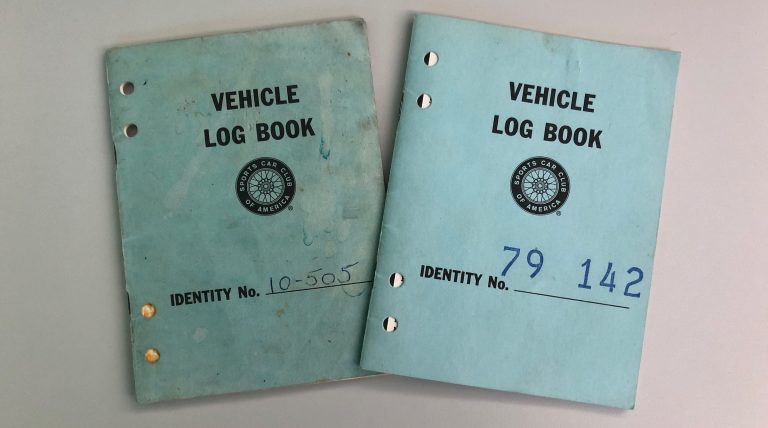 VEHICLE
LOG BOOK
SPORTS CAR CLUB
OF AMERICA
®
IDENTITY No. 10-505
VEHICLE
LOG BOOK
SPORTS CAR CLUB
OF AMERICA
®
IDENTITY No. 79 142